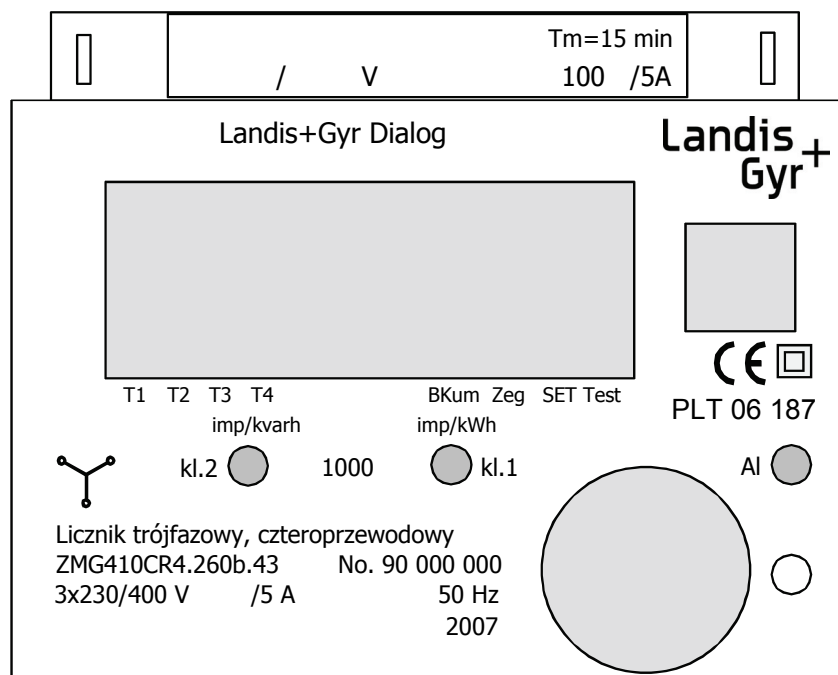 Tm=15 min
/ V 100 /5A
Landis+Gyr Dialog
Landis
Gyr+
T1 T2 T3 T4 BKum Zeg SET Test
imp/kvarh imp/kWh
PLT 06 187
kl.2 1000 kl.1 Al
Licznik trójfazowy, czteroprzewodowy
ZMG410CR4.260b.43 No. 90 000 000
3x230/400 V /5 A 50 Hz
2007